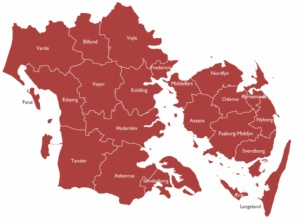 Varde
Billund
Vejle
Fredericia
Middelfart
Nordfyn
Kerteminde
Odense
Vejen
Kolding
Fanø
Esbjerg
Assens
Nyborg
Faaborg-Midtfyn
Haderslev
Svendborg
Tønder
Aabenraa
Sønderborg
Langeland